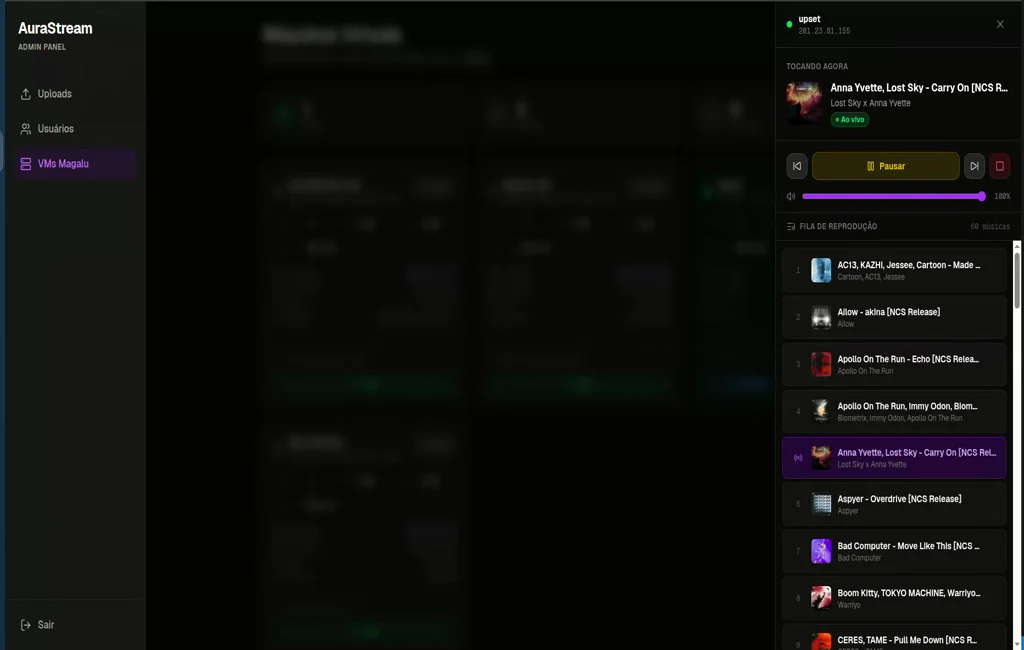 AuraStream
ADMIN PANEL
Uploads
Usuários
VMs Magalu
Sair
upset
201.23.81.155
TOCANDO AGORA
Anna Yvette, Lost Sky - Carry On [NCS R...
Lost Sky x Anna Yvette
Ao vivo
Pausar
100%
FILA DE REPRODUÇÃO
60 músicas
1
AC13, KAZHI, Jessee, Cartoon - Made ...
Cartoon, AC13, Jessee
2
Allow - akina [NCS Release]
Allow
3
Apollo On The Run - Echo [NCS Relea...
Apollo On The Run
4
Apollo On The Run, Immy Odon, Biom...
Biometrix, Immy Odon, Apollo On The Run
Anna Yvette, Lost Sky - Carry On [NCS Rel...
Lost Sky x Anna Yvette
6
Aspyer - Overdrive [NCS Release]
Aspyer
7
Bad Computer - Move Like This [NCS ...
Bad Computer
8
Boom Kitty, TOKYO MACHINE, Warriyo...
Warriyo
9
CERES, TAME - Pull Me Down [NCS R...